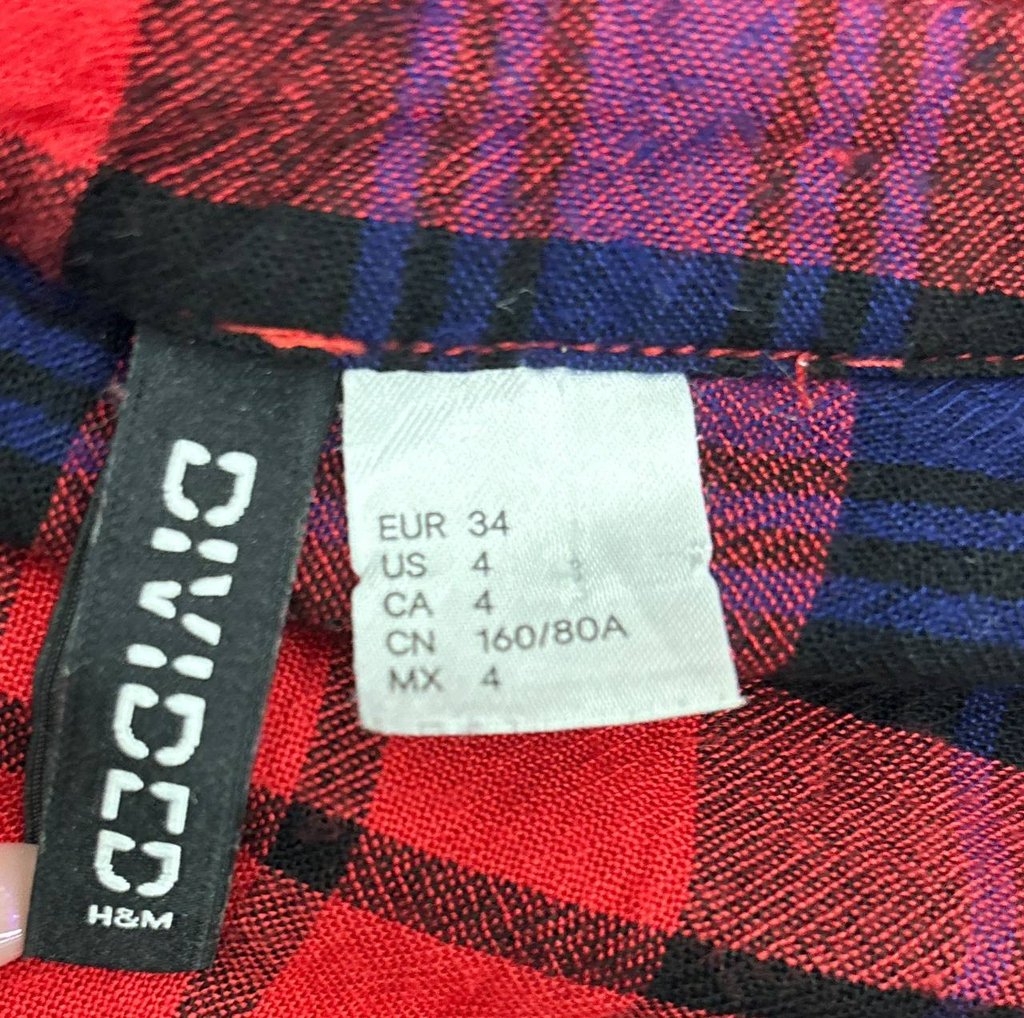 DIVIDED
H&M
EUR 34
US 4
CA 4
CN 160/80A
MX 4